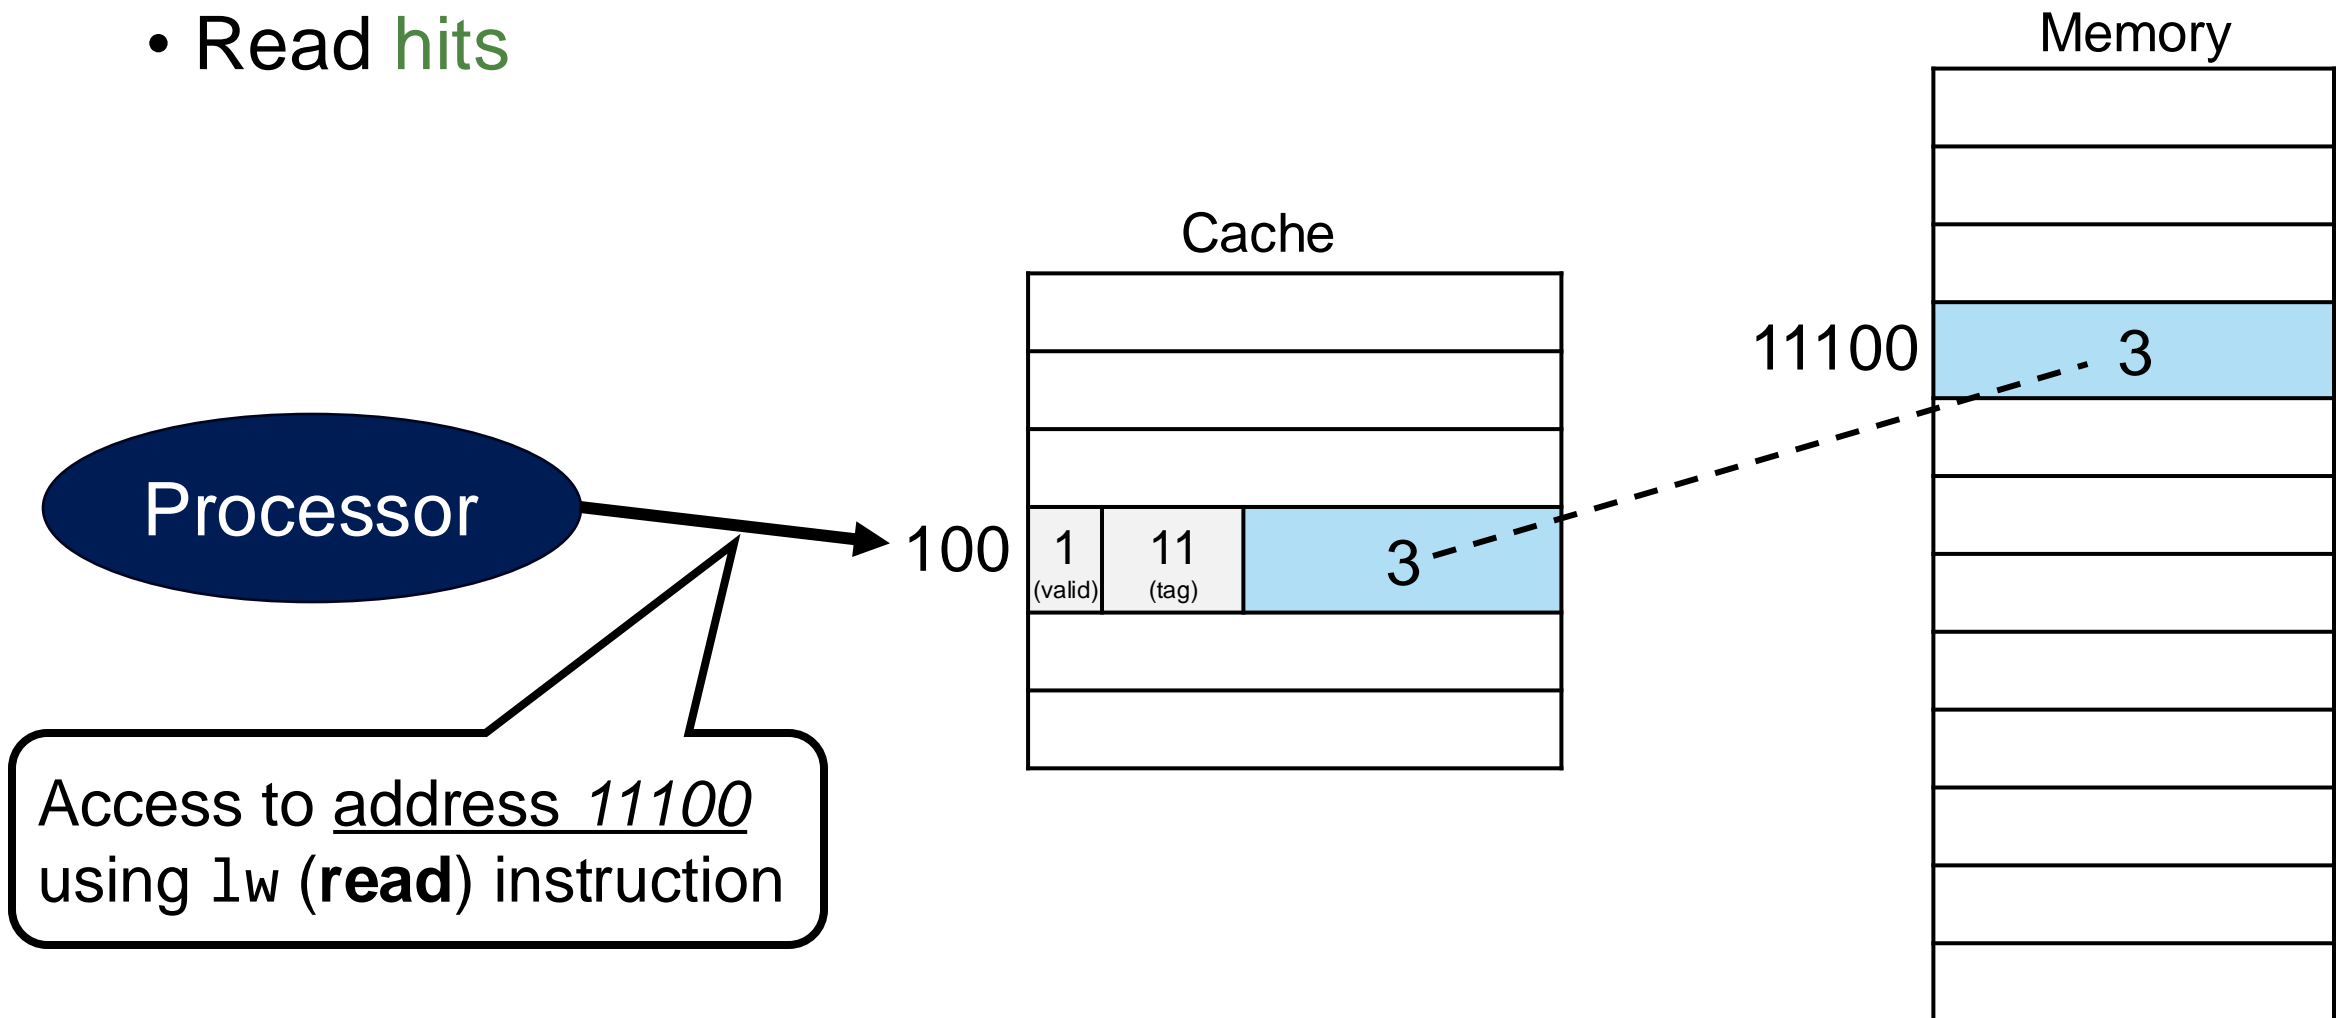 • Read hits
Memory
Cache
11100
3
Processor
100
1
(valid)
11
(tag)
3
Access to address 11100
using lw (read) instruction